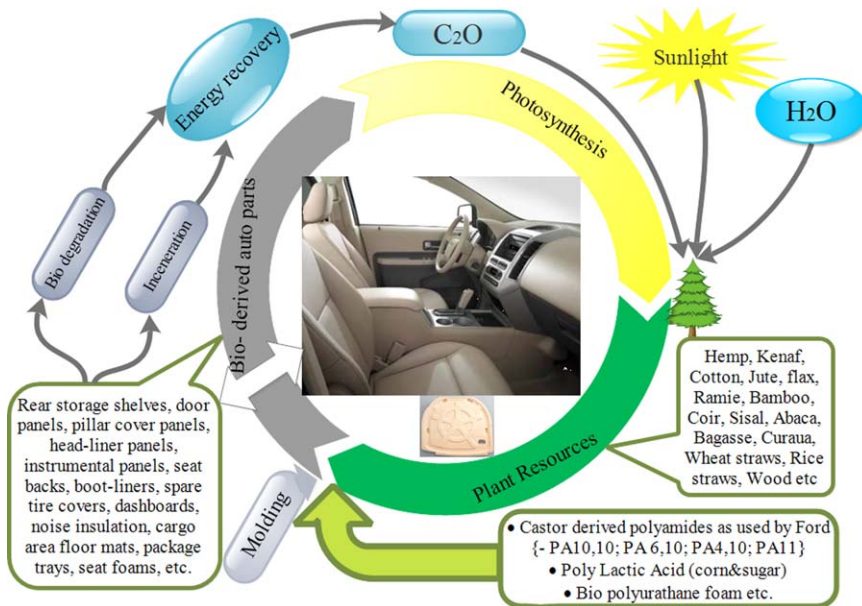 C2O
Sunlight
H2O
Energy recovery
Photosynthesis
Bio degradation
Inceneration
Bio- derived auto parts
Rear storage shelves, door
panels, pillar cover panels,
head-liner panels,
instrumental panels, seat
backs, boot-liners, spare
tire covers, dashboards,
noise insulation, cargo
area floor mats, package
trays, seat foams, etc.
Hemp, Kenaf,
Cotton, Jute, flax,
Ramie, Bamboo,
Coir, Sisal, Abaca,
Bagasse, Curaua,
Wheat straws, Rice
straws, Wood etc
Plant Resources
Molding
• Castor derived polyamides as used by Ford
{- PA10,10; PA 6,10; PA4,10; PA11}
• Poly Lactic Acid (corn&sugar)
• Bio polyurathane foam etc.